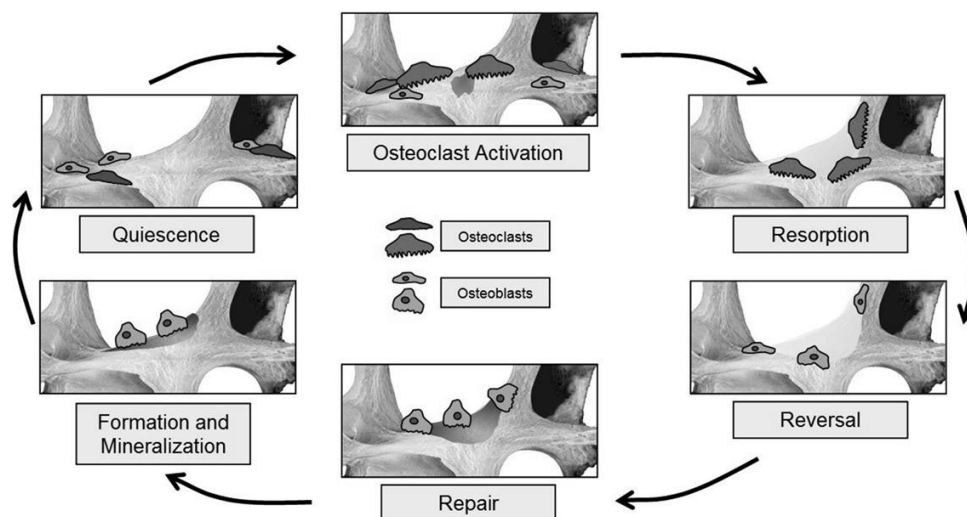 Osteoclast Activation
Quiescence
Resorption
Osteoclasts
Osteoblasts
Formation and
Mineralization
Reversal
Repair